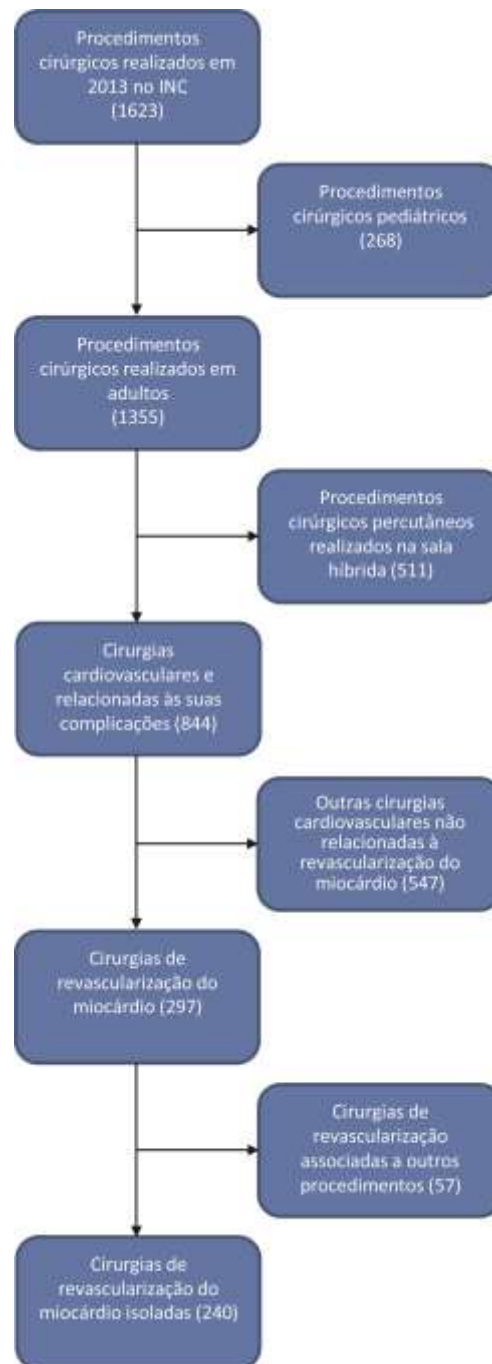 Procedimentos
cirúrgicos realizados em
2013 no INC
(1623)
Procedimentos
cirúrgicos pediátricos
(268)
Procedimentos
cirúrgicos realizados em
adultos
(1355)
Procedimentos
cirúrgicos percutâneos
realizados na sala
híbrida (511)
Cirurgias
cardiovasculares e
relacionadas às suas
complicações (844)
Outras cirurgias
cardiovasculares não
relacionadas à
revascularização do
miocárdio (547)
Cirurgias de
revascularização do
miocárdio (297)
Cirurgias de
revascularização
associadas a outros
procedimentos (57)
Cirurgias de
revascularização do
miocárdio isoladas (240)